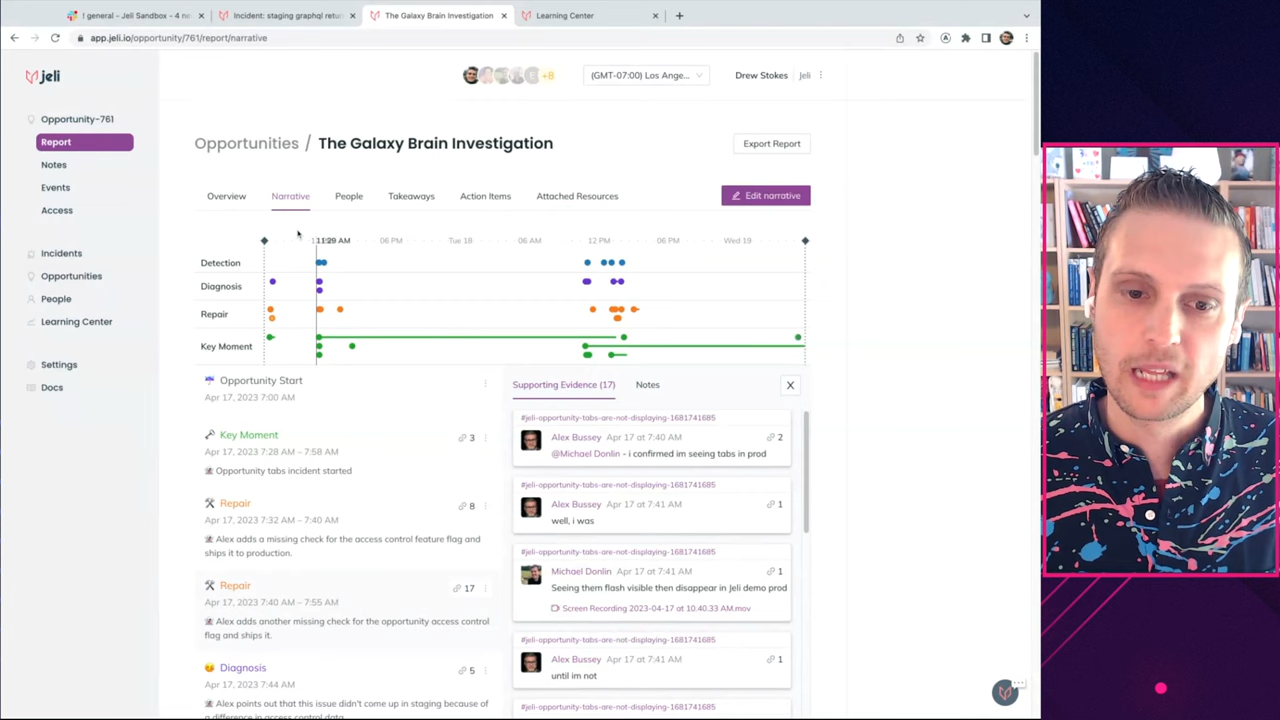 ! general - Jeli Sandbox - 4 ne
Incident: staging graphql retur
The Galaxy Brain Investigation
Learning Center
app.jeli.io/opportunity/761/report/narrative
jeli
+8
(GMT-07:00) Los Ange...
Drew Stokes
Jeli
Opportunity-761
Report
Notes
Events
Access
Incidents
Opportunities
People
Learning Center
Settings
Docs
Opportunities / The Galaxy Brain Investigation
Export Report
Overview
Narrative
People
Takeaways
Action Items
Attached Resources
Edit narrative
11:29 AM
06 PM
Tue 18
06 AM
12 PM
06 PM
Wed 19
Detection
Diagnosis
Repair
Key Moment
Opportunity Start
Apr 17, 2023 7:00 AM
Key Moment
3
Apr 17, 2023 7:28 AM – 7:58 AM
Opportunity tabs incident started
Repair
8
Apr 17, 2023 7:32 AM – 7:40 AM
Alex adds a missing check for the access control feature flag and
ships it to production.
Repair
17
Apr 17, 2023 7:40 AM – 7:55 AM
Alex adds another missing check for the opportunity access control
flag and ships it.
Diagnosis
5
Apr 17, 2023 7:44 AM
Alex points out that this issue didn't come up in staging because of
a difference in access control data.
Supporting Evidence (17)
Notes
#jeli-opportunity-tabs-are-not-displaying-1681741685
Alex Bussey Apr 17 at 7:40 AM
2
@Michael Donlin - i confirmed im seeing tabs in prod
#jeli-opportunity-tabs-are-not-displaying-1681741685
Alex Bussey Apr 17 at 7:41 AM
1
well, i was
#jeli-opportunity-tabs-are-not-displaying-1681741685
Michael Donlin Apr 17 at 7:41 AM
1
Seeing them flash visible then disappear in Jeli demo prod
Screen Recording 2023-04-17 at 10.40.33 AM.mov
#jeli-opportunity-tabs-are-not-displaying-1681741685
Alex Bussey Apr 17 at 7:41 AM
1
until im not
#jeli-opportunity-tabs-are-not-displaying-1681741685